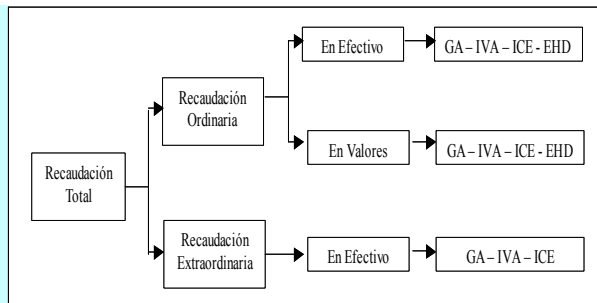 En Efectivo
GA – IVA – ICE - EHD
Recaudación
Ordinaria
En Valores
GA – IVA – ICE - EHD
Recaudación
Total
Recaudación
Extraordinaria
En Efectivo
GA – IVA – ICE